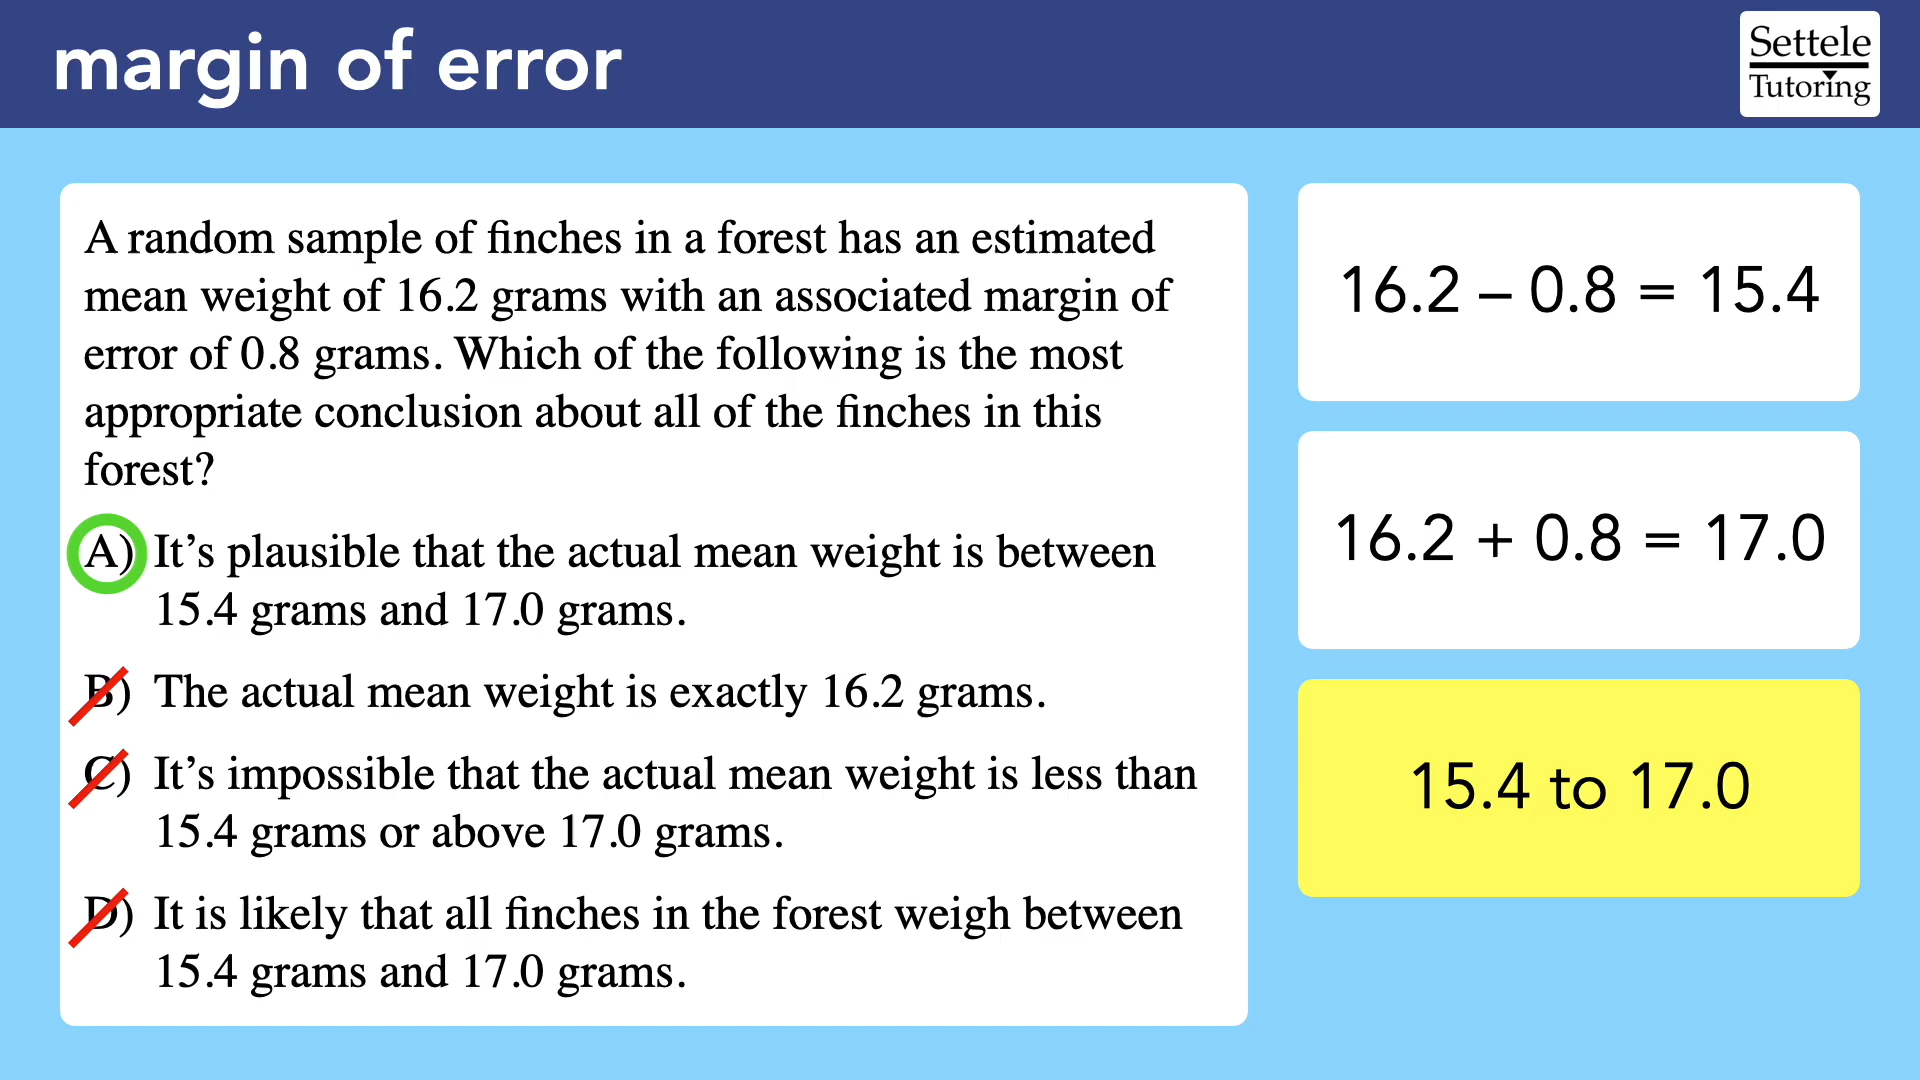 margin of error
Settele
Tutoring
A random sample of finches in a forest has an estimated
mean weight of 16.2 grams with an associated margin of
error of 0.8 grams. Which of the following is the most
appropriate conclusion about all of the finches in this
forest?
A) It’s plausible that the actual mean weight is between
15.4 grams and 17.0 grams.
B) The actual mean weight is exactly 16.2 grams.
C) It’s impossible that the actual mean weight is less than
15.4 grams or above 17.0 grams.
D) It is likely that all finches in the forest weigh between
15.4 grams and 17.0 grams.
16.2 – 0.8 = 15.4
16.2 + 0.8 = 17.0
15.4 to 17.0